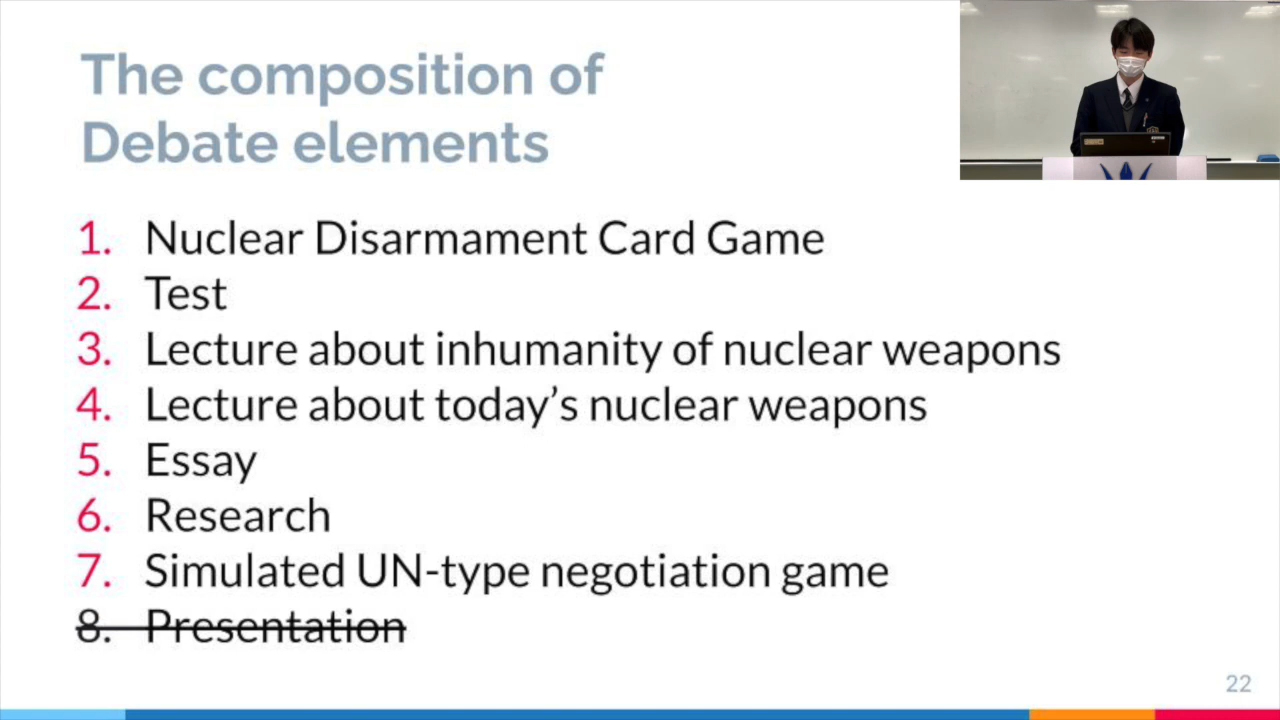 The composition of
Debate elements
1. Nuclear Disarmament Card Game
2. Test
3. Lecture about inhumanity of nuclear weapons
4. Lecture about today’s nuclear weapons
5. Essay
6. Research
7. Simulated UN-type negotiation game
8. Presentation
22